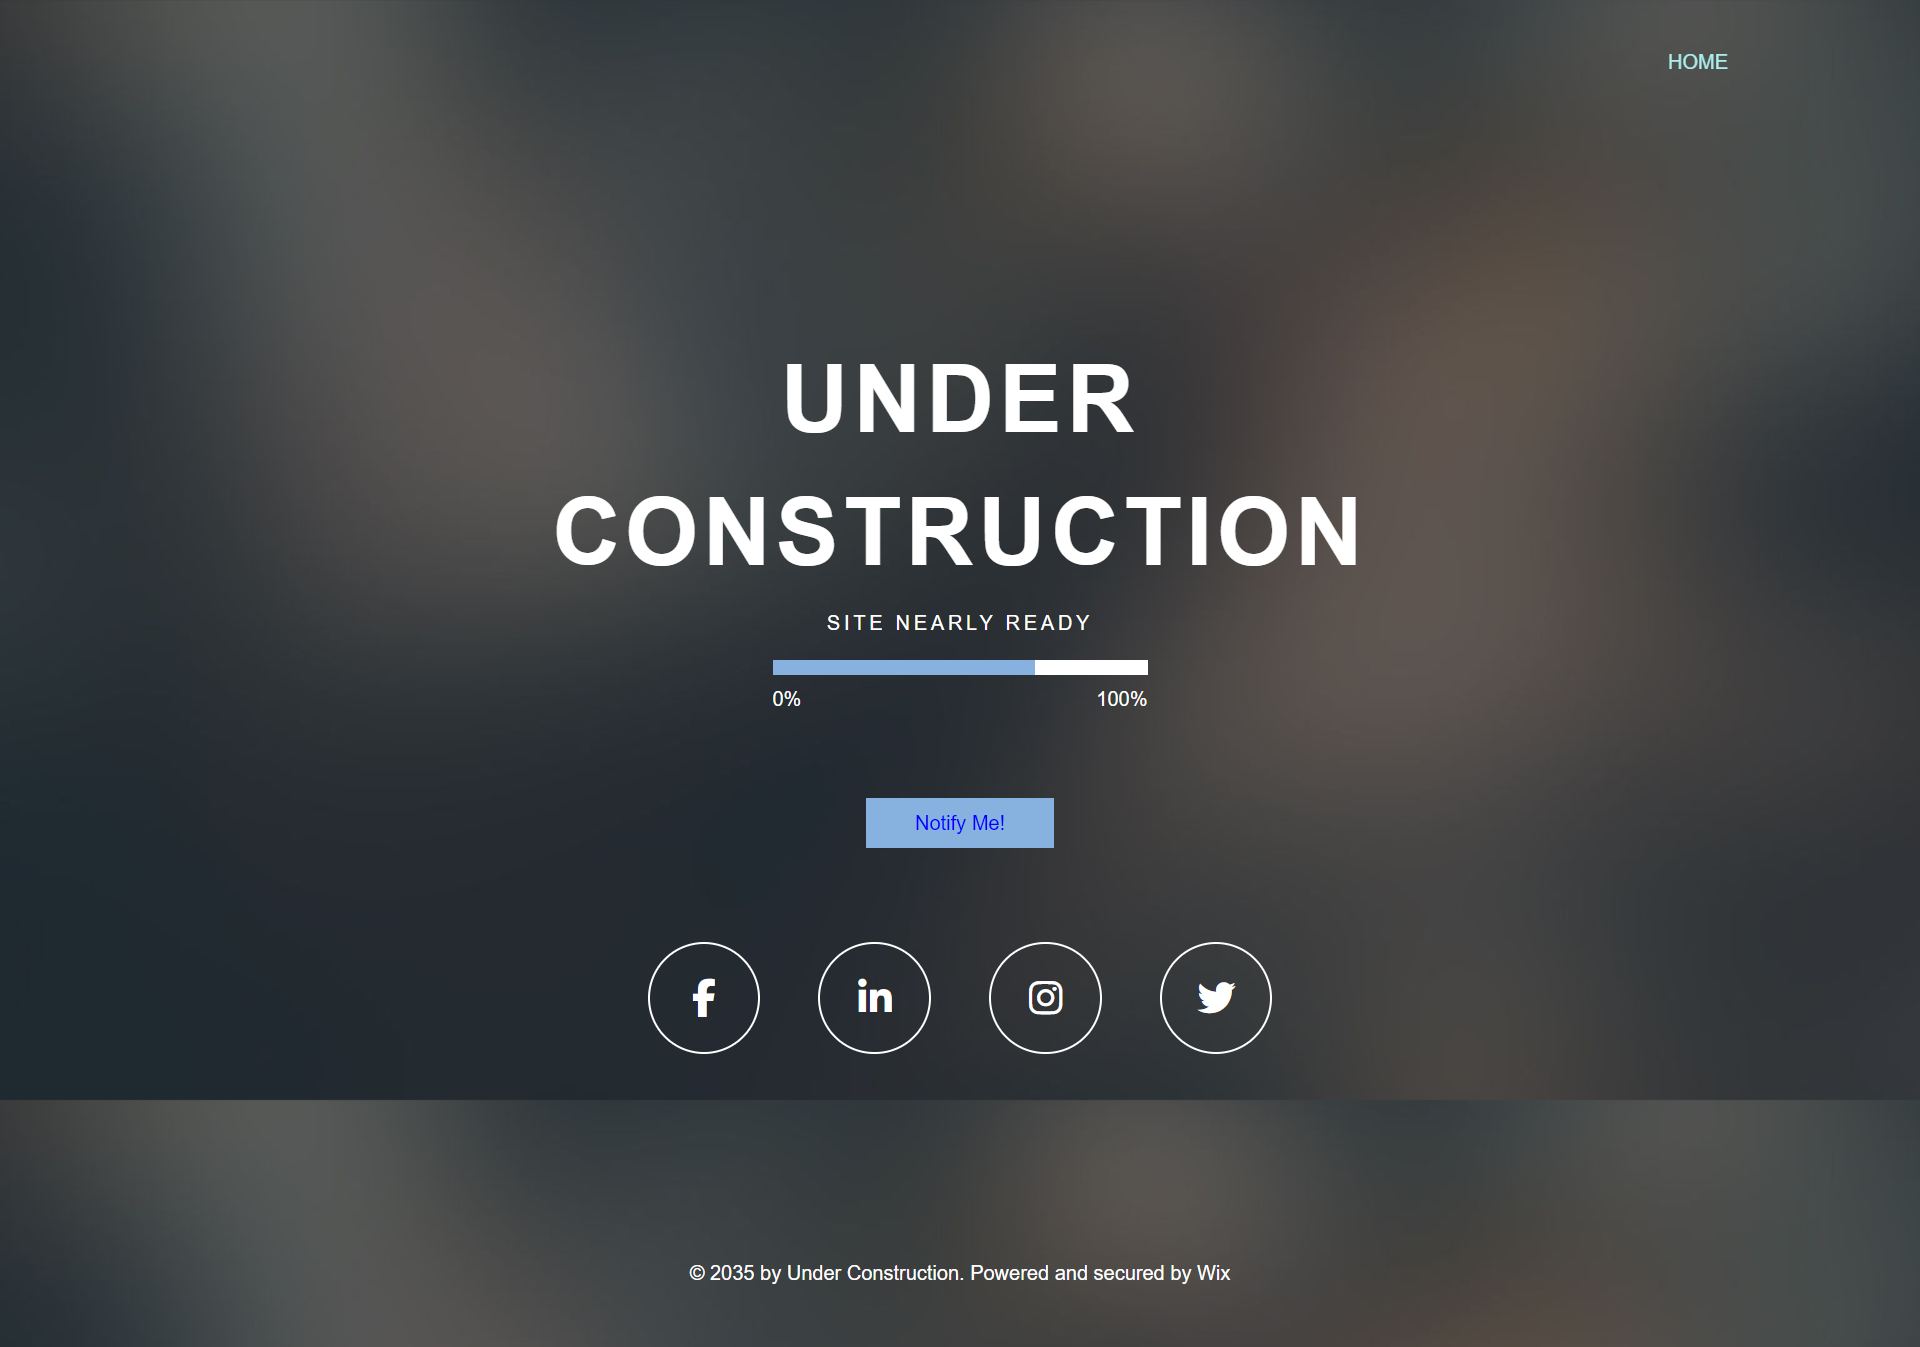 HOME
UNDER
CONSTRUCTION
SITE NEARLY READY
0% 100%
Notify Me!
© 2035 by Under Construction. Powered and secured by Wix